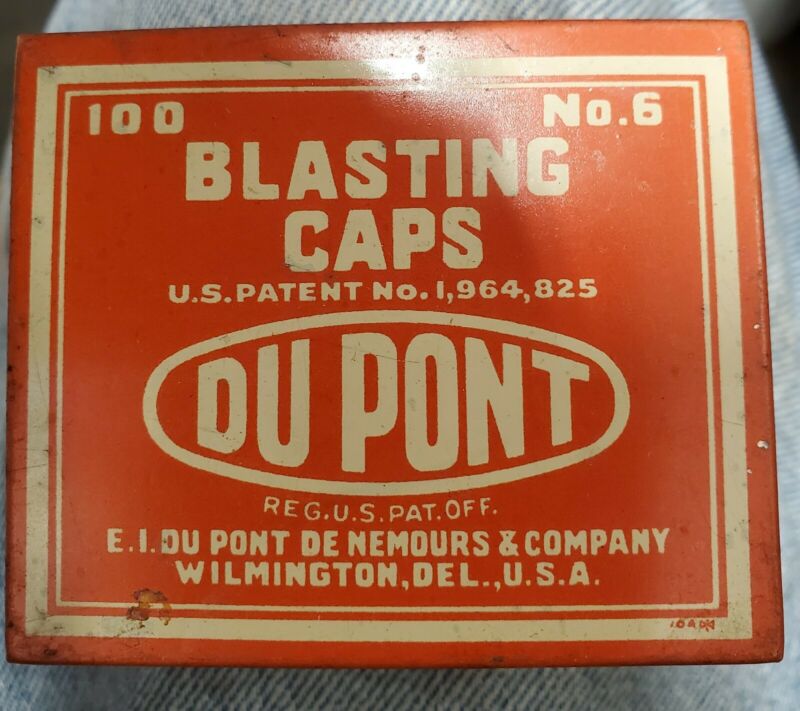 100 No.6
BLASTING
CAPS
U.S. PATENT No. 1,964,825
DU PONT
REG. U.S. PAT. OFF.
E. I. DU PONT DE NEMOURS & COMPANY
WILMINGTON, DEL., U.S.A.